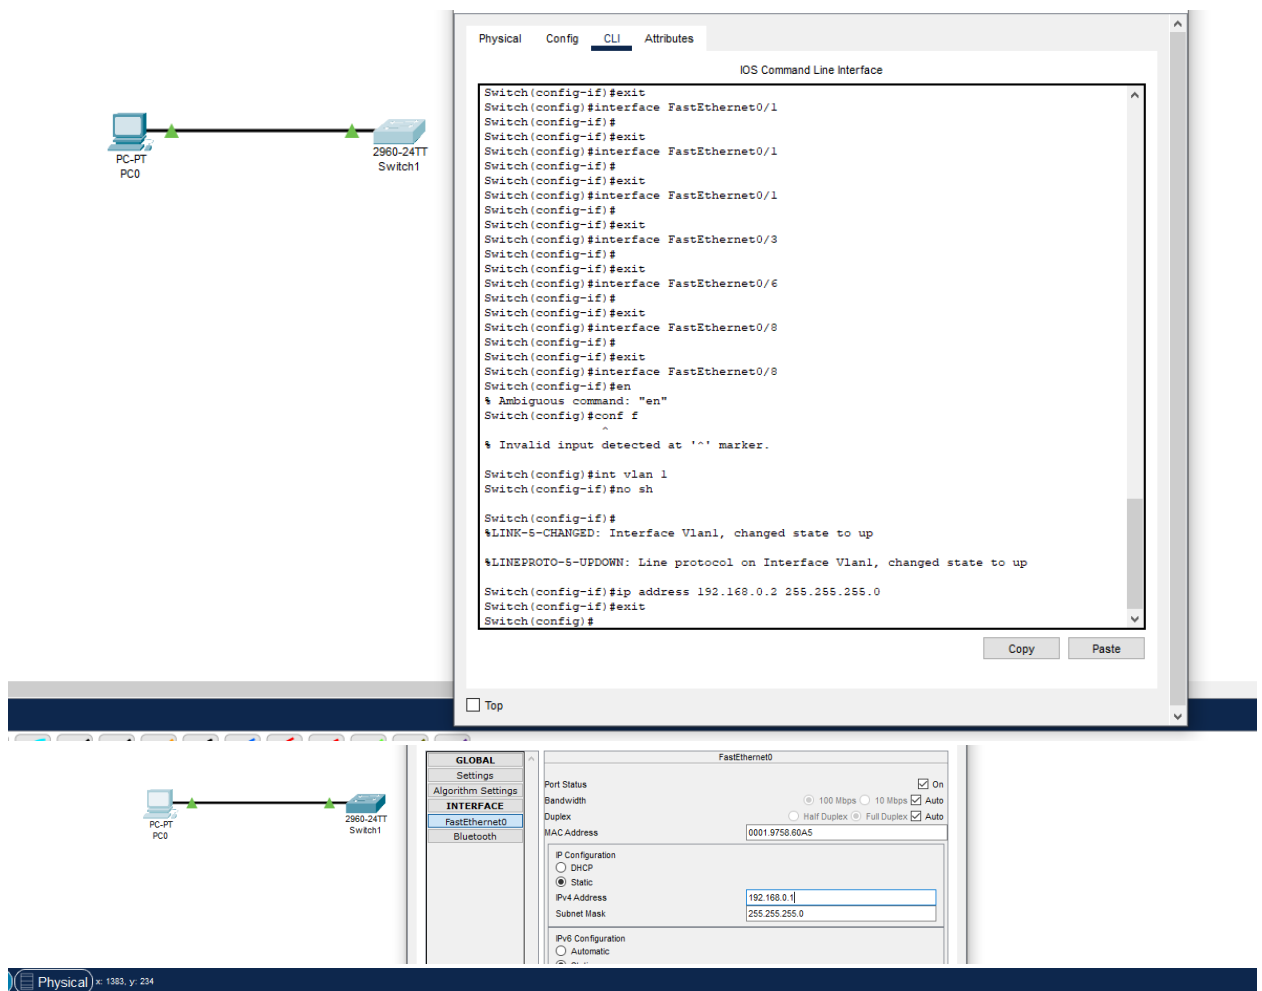 Physical Config CLI Attributes
IOS Command Line Interface
Switch(config-if)#exit
Switch(config)#interface FastEthernet0/1
Switch(config-if)#
Switch(config-if)#exit
Switch(config)#interface FastEthernet0/1
Switch(config-if)#
Switch(config-if)#exit
Switch(config)#interface FastEthernet0/1
Switch(config-if)#
Switch(config-if)#exit
Switch(config)#interface FastEthernet0/3
Switch(config-if)#
Switch(config-if)#exit
Switch(config)#interface FastEthernet0/6
Switch(config-if)#
Switch(config-if)#exit
Switch(config)#interface FastEthernet0/8
Switch(config-if)#
Switch(config-if)#exit
Switch(config)#interface FastEthernet0/8
Switch(config-if)#en
% Ambiguous command: "en"
Switch(config)#conf f
^
% Invalid input detected at '^' marker.
Switch(config)#int vlan 1
Switch(config-if)#no sh
Switch(config-if)#
%LINK-5-CHANGED: Interface Vlan1, changed state to up
%LINEPROTO-5-UPDOWN: Line protocol on Interface Vlan1, changed state to up
Switch(config-if)#ip address 192.168.0.2 255.255.255.0
Switch(config-if)#exit
Switch(config)#
Copy Paste
Top
PC-PT
PC0
2960-24TT
Switch1
GLOBAL
Settings
Algorithm Settings
INTERFACE
FastEthernet0
Bluetooth
FastEthernet0
Port Status On
Bandwidth 100 Mbps 10 Mbps Auto
Duplex Half Duplex Full Duplex Auto
MAC Address 0001.9758.60A5
IP Configuration
DHCP
Static
IPv4 Address 192.168.0.1
Subnet Mask 255.255.255.0
IPv6 Configuration
Automatic
PC-PT
PC0
2960-24TT
Switch1
Physical x: 1383, y: 234